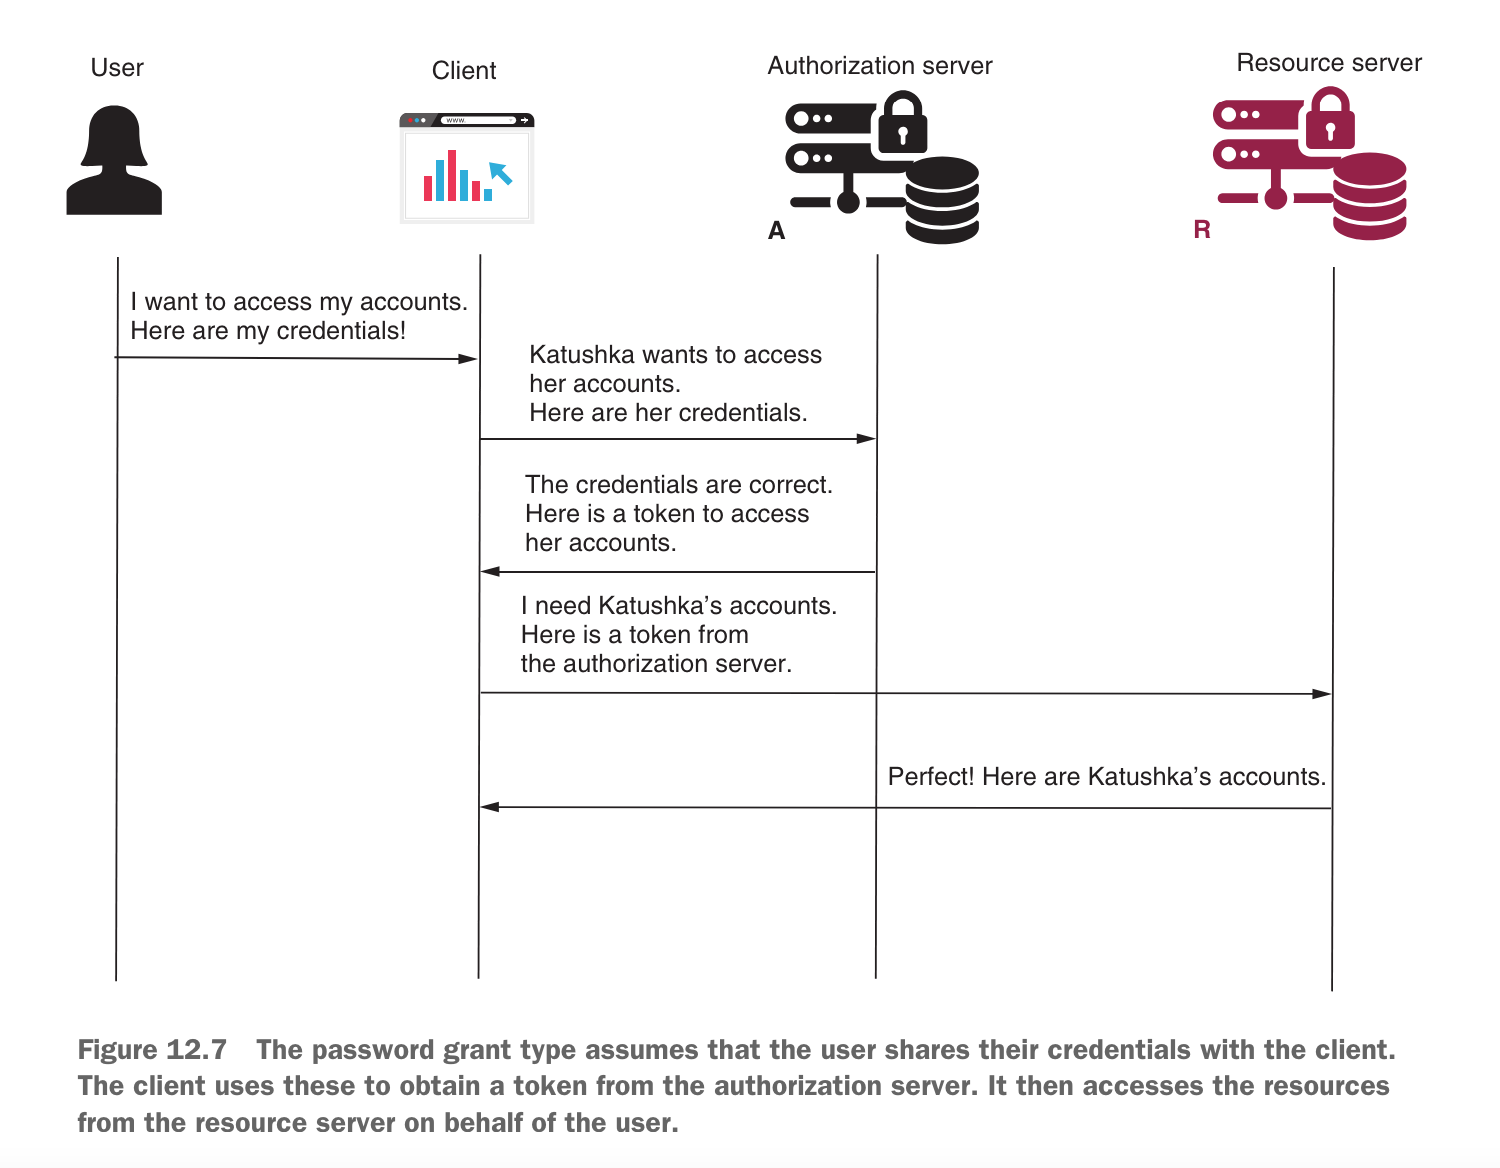 User
Client
Authorization server
Resource server
www.
A
R
I want to access my accounts.
Here are my credentials!
Katushka wants to access
her accounts.
Here are her credentials.
The credentials are correct.
Here is a token to access
her accounts.
I need Katushka’s accounts.
Here is a token from
the authorization server.
Perfect! Here are Katushka’s accounts.
Figure 12.7 The password grant type assumes that the user shares their credentials with the client.
The client uses these to obtain a token from the authorization server. It then accesses the resources
from the resource server on behalf of the user.